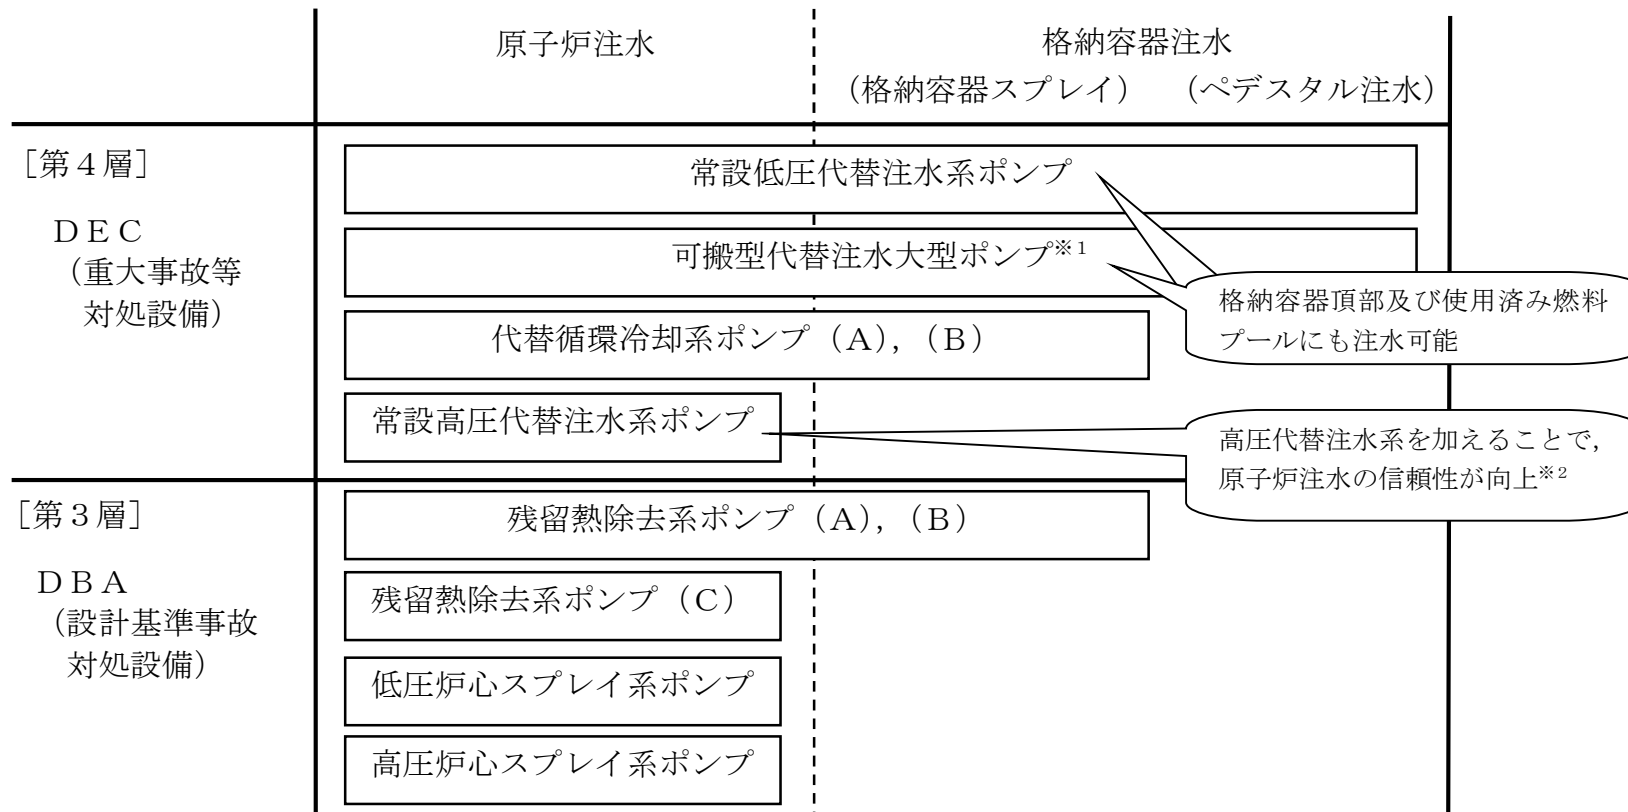 原子炉注水
格納容器注水
（格納容器スプレイ） （ペデスタル注水）
［第４層］
ＤＥＣ
（重大事故等
対処設備）
常設低圧代替注水系ポンプ
可搬型代替注水大型ポンプ※１
格納容器頂部及び使用済み燃料
プールにも注水可能
代替循環冷却系ポンプ（Ａ），（Ｂ）
常設高圧代替注水系ポンプ
高圧代替注水系を加えることで，
原子炉注水の信頼性が向上※２
［第３層］
ＤＢＡ
（設計基準事故
対処設備）
残留熱除去系ポンプ（Ａ），（Ｂ）
残留熱除去系ポンプ（Ｃ）
低圧炉心スプレイ系ポンプ
高圧炉心スプレイ系ポンプ